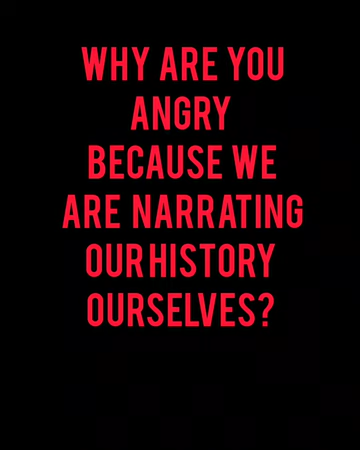 WHY ARE YOU
ANGRY
BECAUSE WE
ARE NARRATING
OUR HISTORY
OURSELVES?